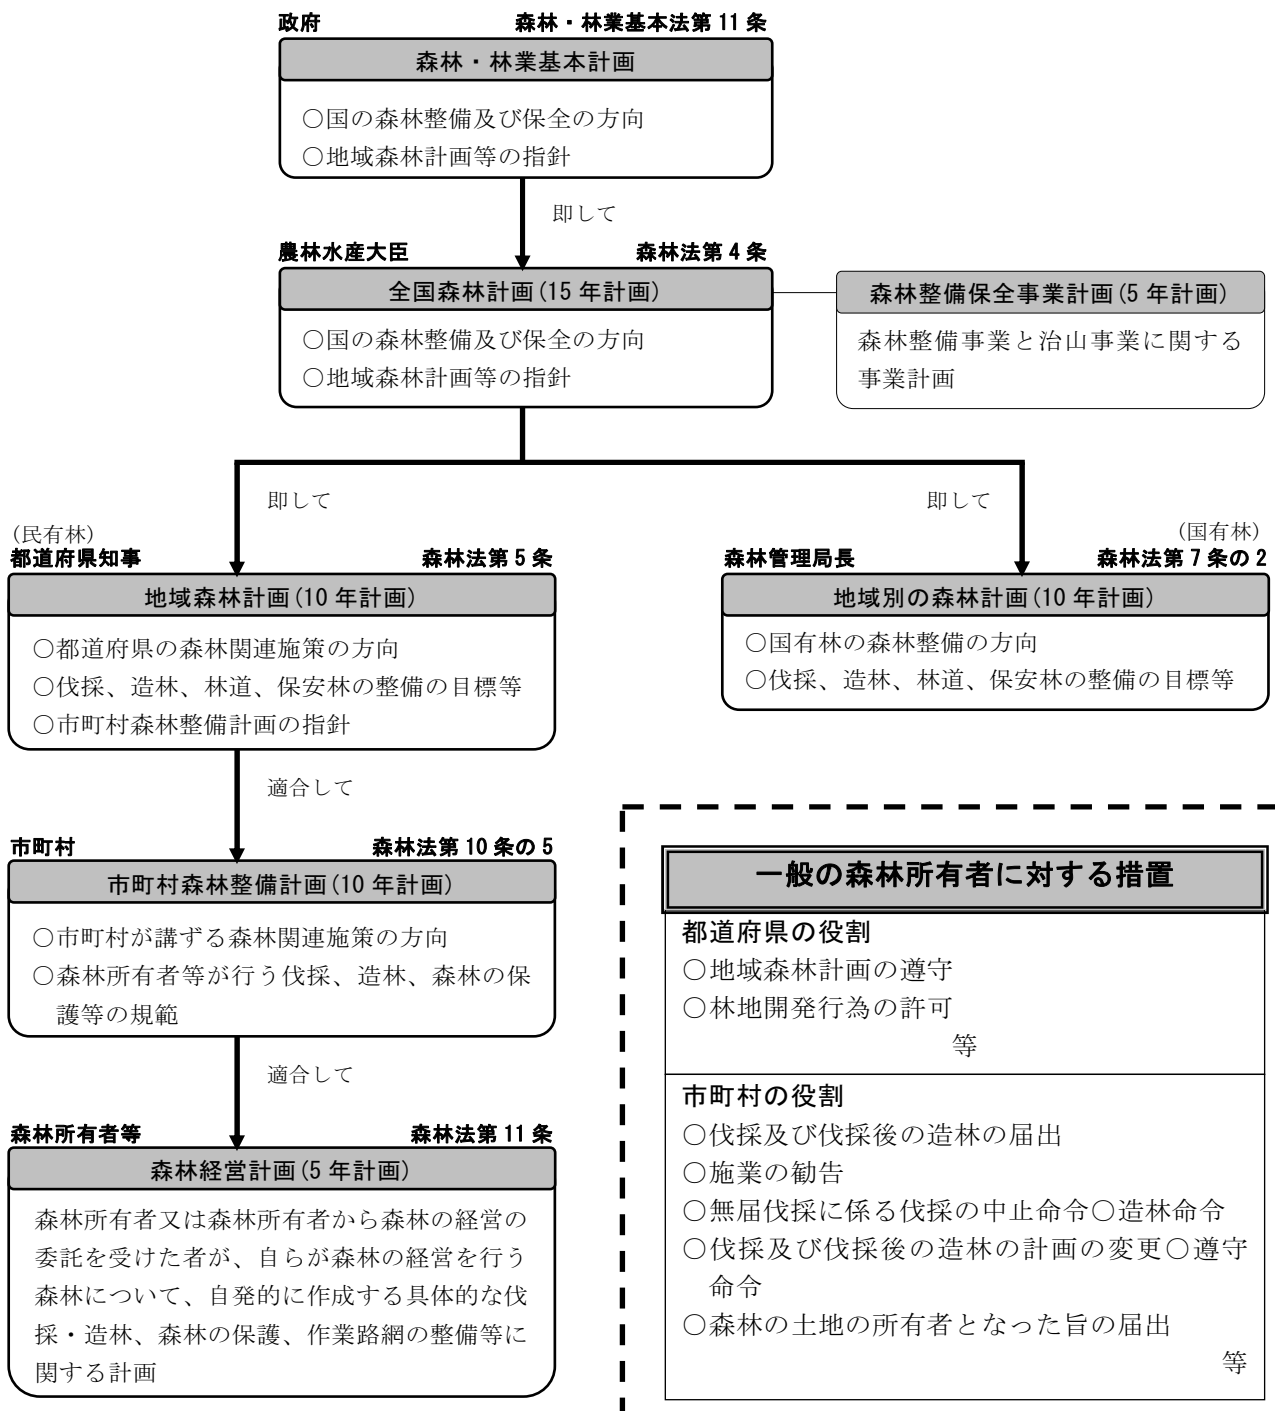 政府 森林・林業基本法第11条
森林・林業基本計画
○国の森林整備及び保全の方向
○地域森林計画等の指針
即して
農林水産大臣 森林法第4条
全国森林計画(15年計画)
○国の森林整備及び保全の方向
○地域森林計画等の指針
森林整備保全事業計画(5年計画)
森林整備事業と治山事業に関する
事業計画
即して
即して
(民有林)
都道府県知事 森林法第5条
地域森林計画(10年計画)
○都道府県の森林関連施策の方向
○伐採、造林、林道、保安林の整備の目標等
○市町村森林整備計画の指針
(国有林)
森林管理局長 森林法第7条の2
地域別の森林計画(10年計画)
○国有林の森林整備の方向
○伐採、造林、林道、保安林の整備の目標等
適合して
市町村 森林法第10条の5
市町村森林整備計画(10年計画)
○市町村が講ずる森林関連施策の方向
○森林所有者等が行う伐採、造林、森林の保
護等の規範
適合して
森林所有者等 森林法第11条
森林経営計画(5年計画)
森林所有者又は森林所有者から森林の経営の
委託を受けた者が、自らが森林の経営を行う
森林について、自発的に作成する具体的な伐
採・造林、森林の保護、作業路網の整備等に
関する計画
一般の森林所有者に対する措置
都道府県の役割
○地域森林計画の遵守
○林地開発行為の許可
等
市町村の役割
○伐採及び伐採後の造林の届出
○施業の勧告
○無届伐採に係る伐採の中止命令○造林命令
○伐採及び伐採後の造林の計画の変更○遵守
命令
○森林の土地の所有者となった旨の届出
等